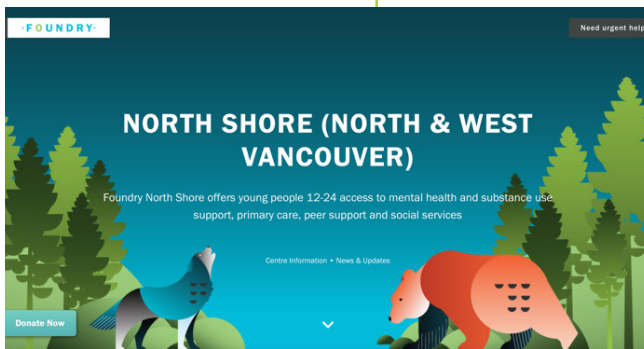 ·FOUNDRY·
Need urgent help
NORTH SHORE (NORTH & WEST
VANCOUVER)
Foundry North Shore offers young people 12-24 access to mental health and substance use
support, primary care, peer support and social services
Centre Information • News & Updates
Donate Now